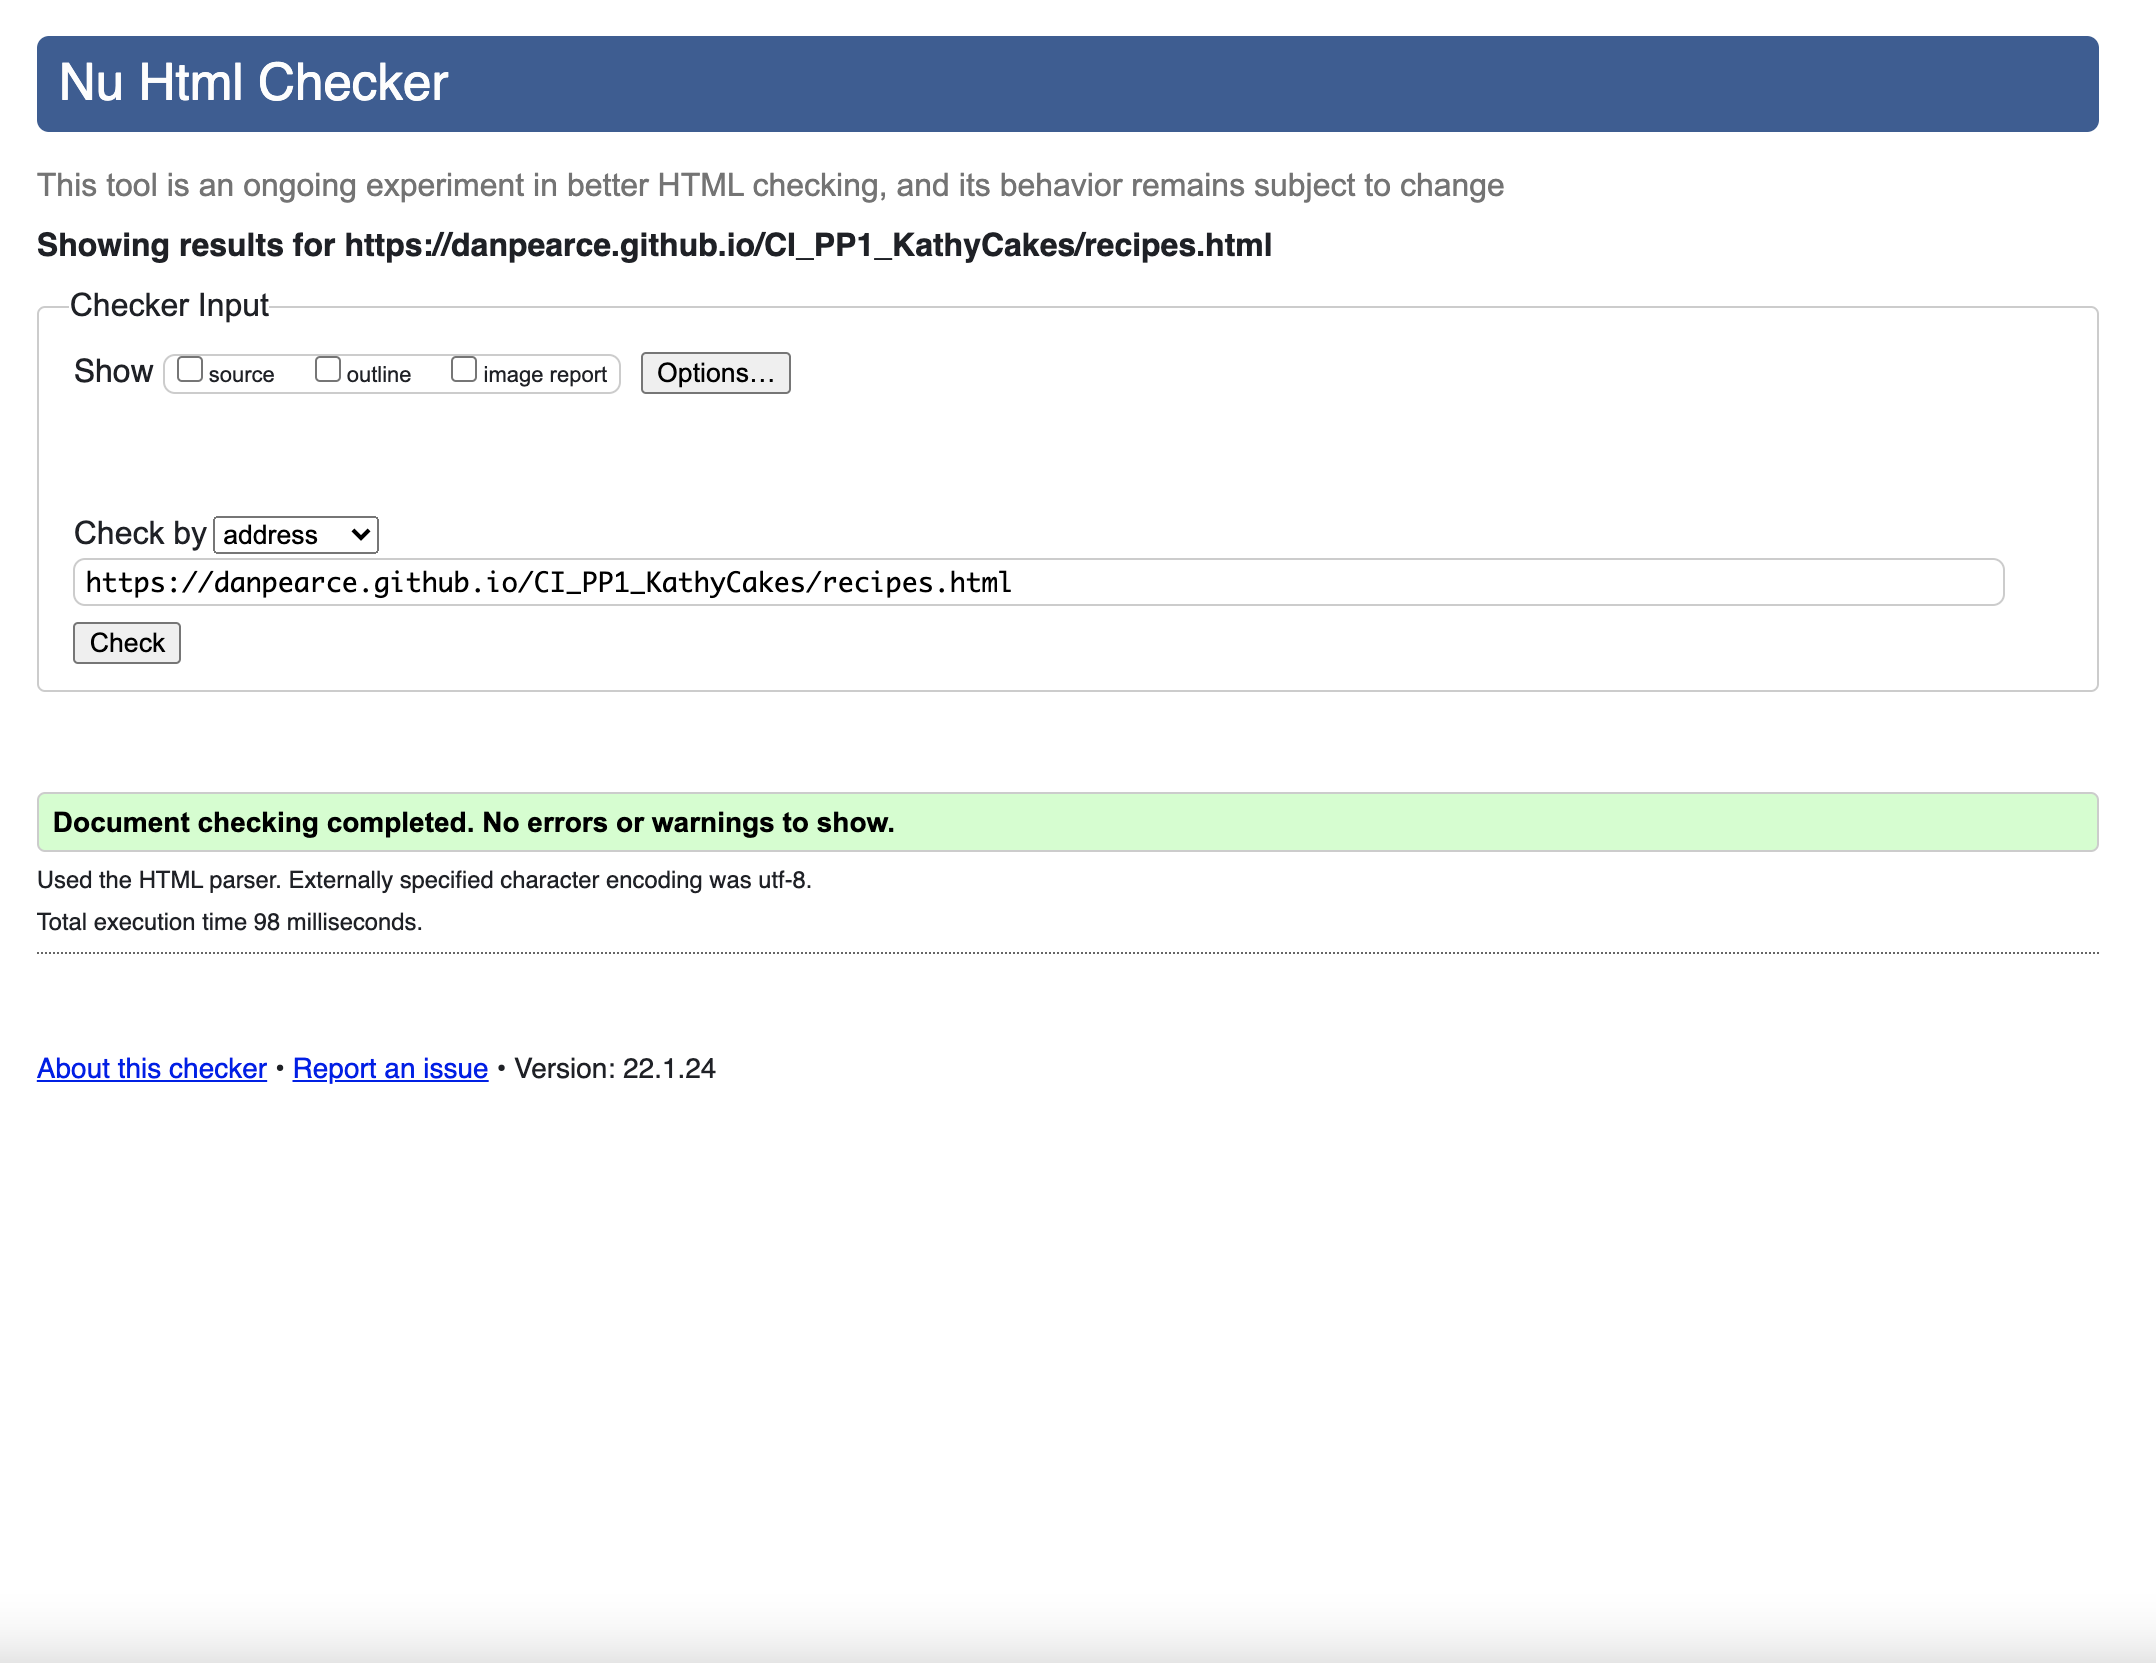 Nu Html Checker
This tool is an ongoing experiment in better HTML checking, and its behavior remains subject to change
Showing results for https://danpearce.github.io/CI_PP1_KathyCakes/recipes.html
Checker Input
Show source outline image report Options...
Check by address
https://danpearce.github.io/CI_PP1_KathyCakes/recipes.html
Check
Document checking completed. No errors or warnings to show.
Used the HTML parser. Externally specified character encoding was utf-8.
Total execution time 98 milliseconds.
About this checker • Report an issue • Version: 22.1.24